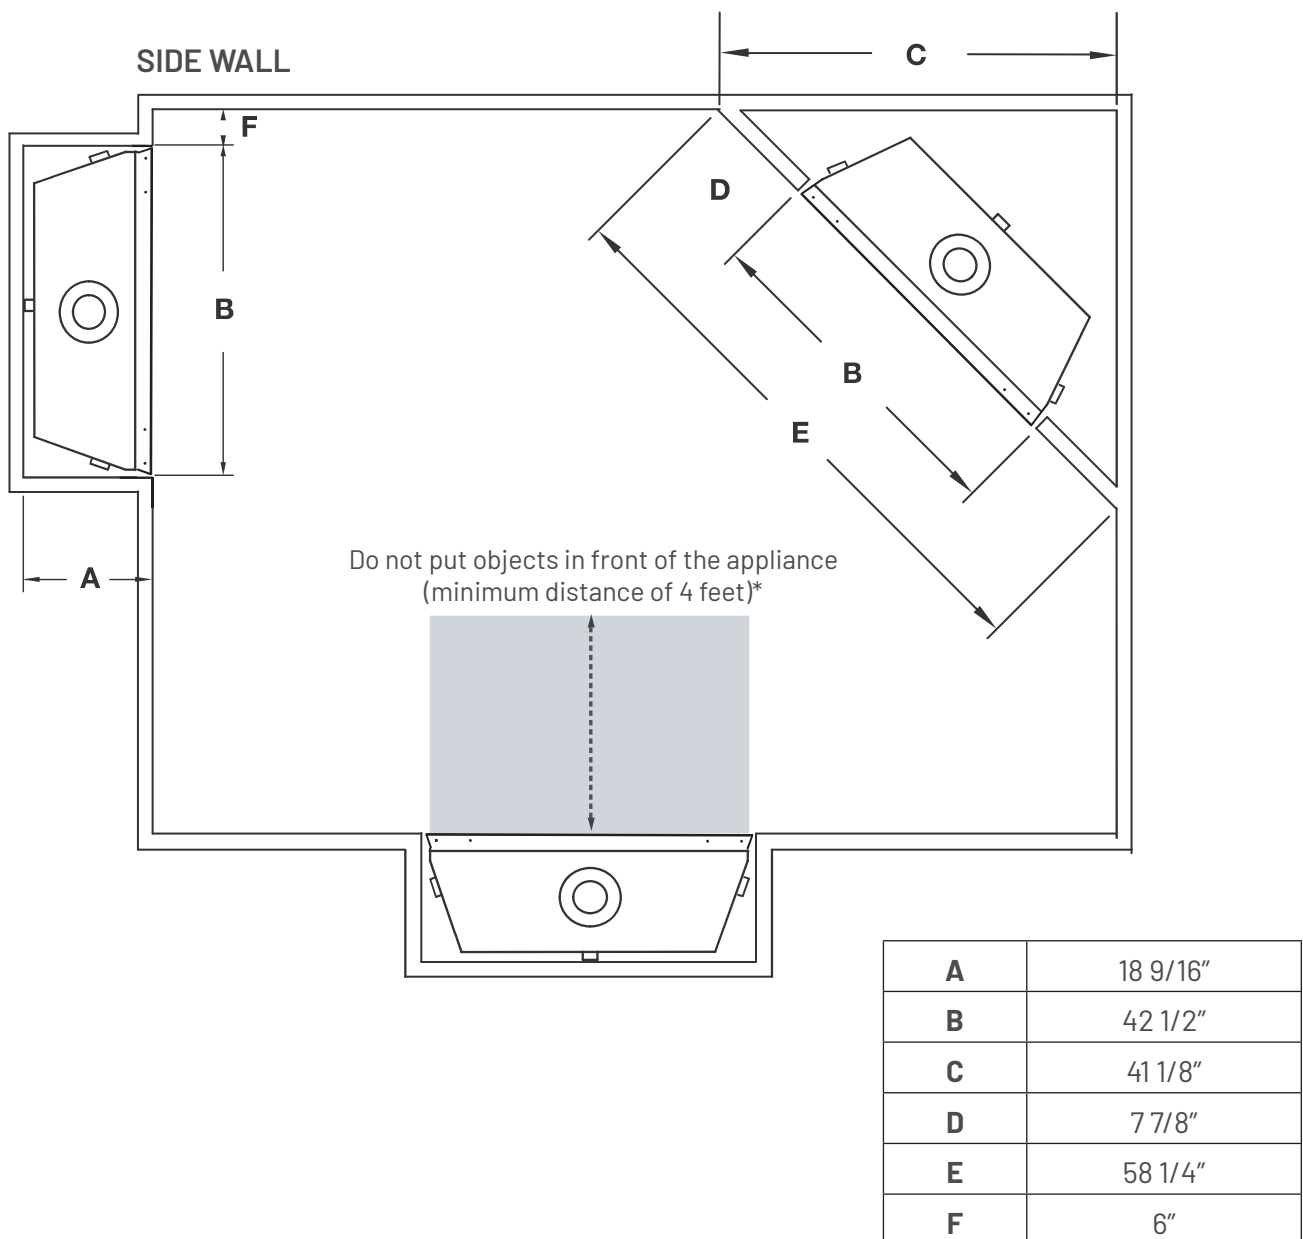 SIDE WALL
C
F
D
B
B
E
Do not put objects in front of the appliance
(minimum distance of 4 feet)*
A
A 18 9/16”
B 42 1/2”
C 41 1/8”
D 7 7/8”
E 58 1/4”
F 6”